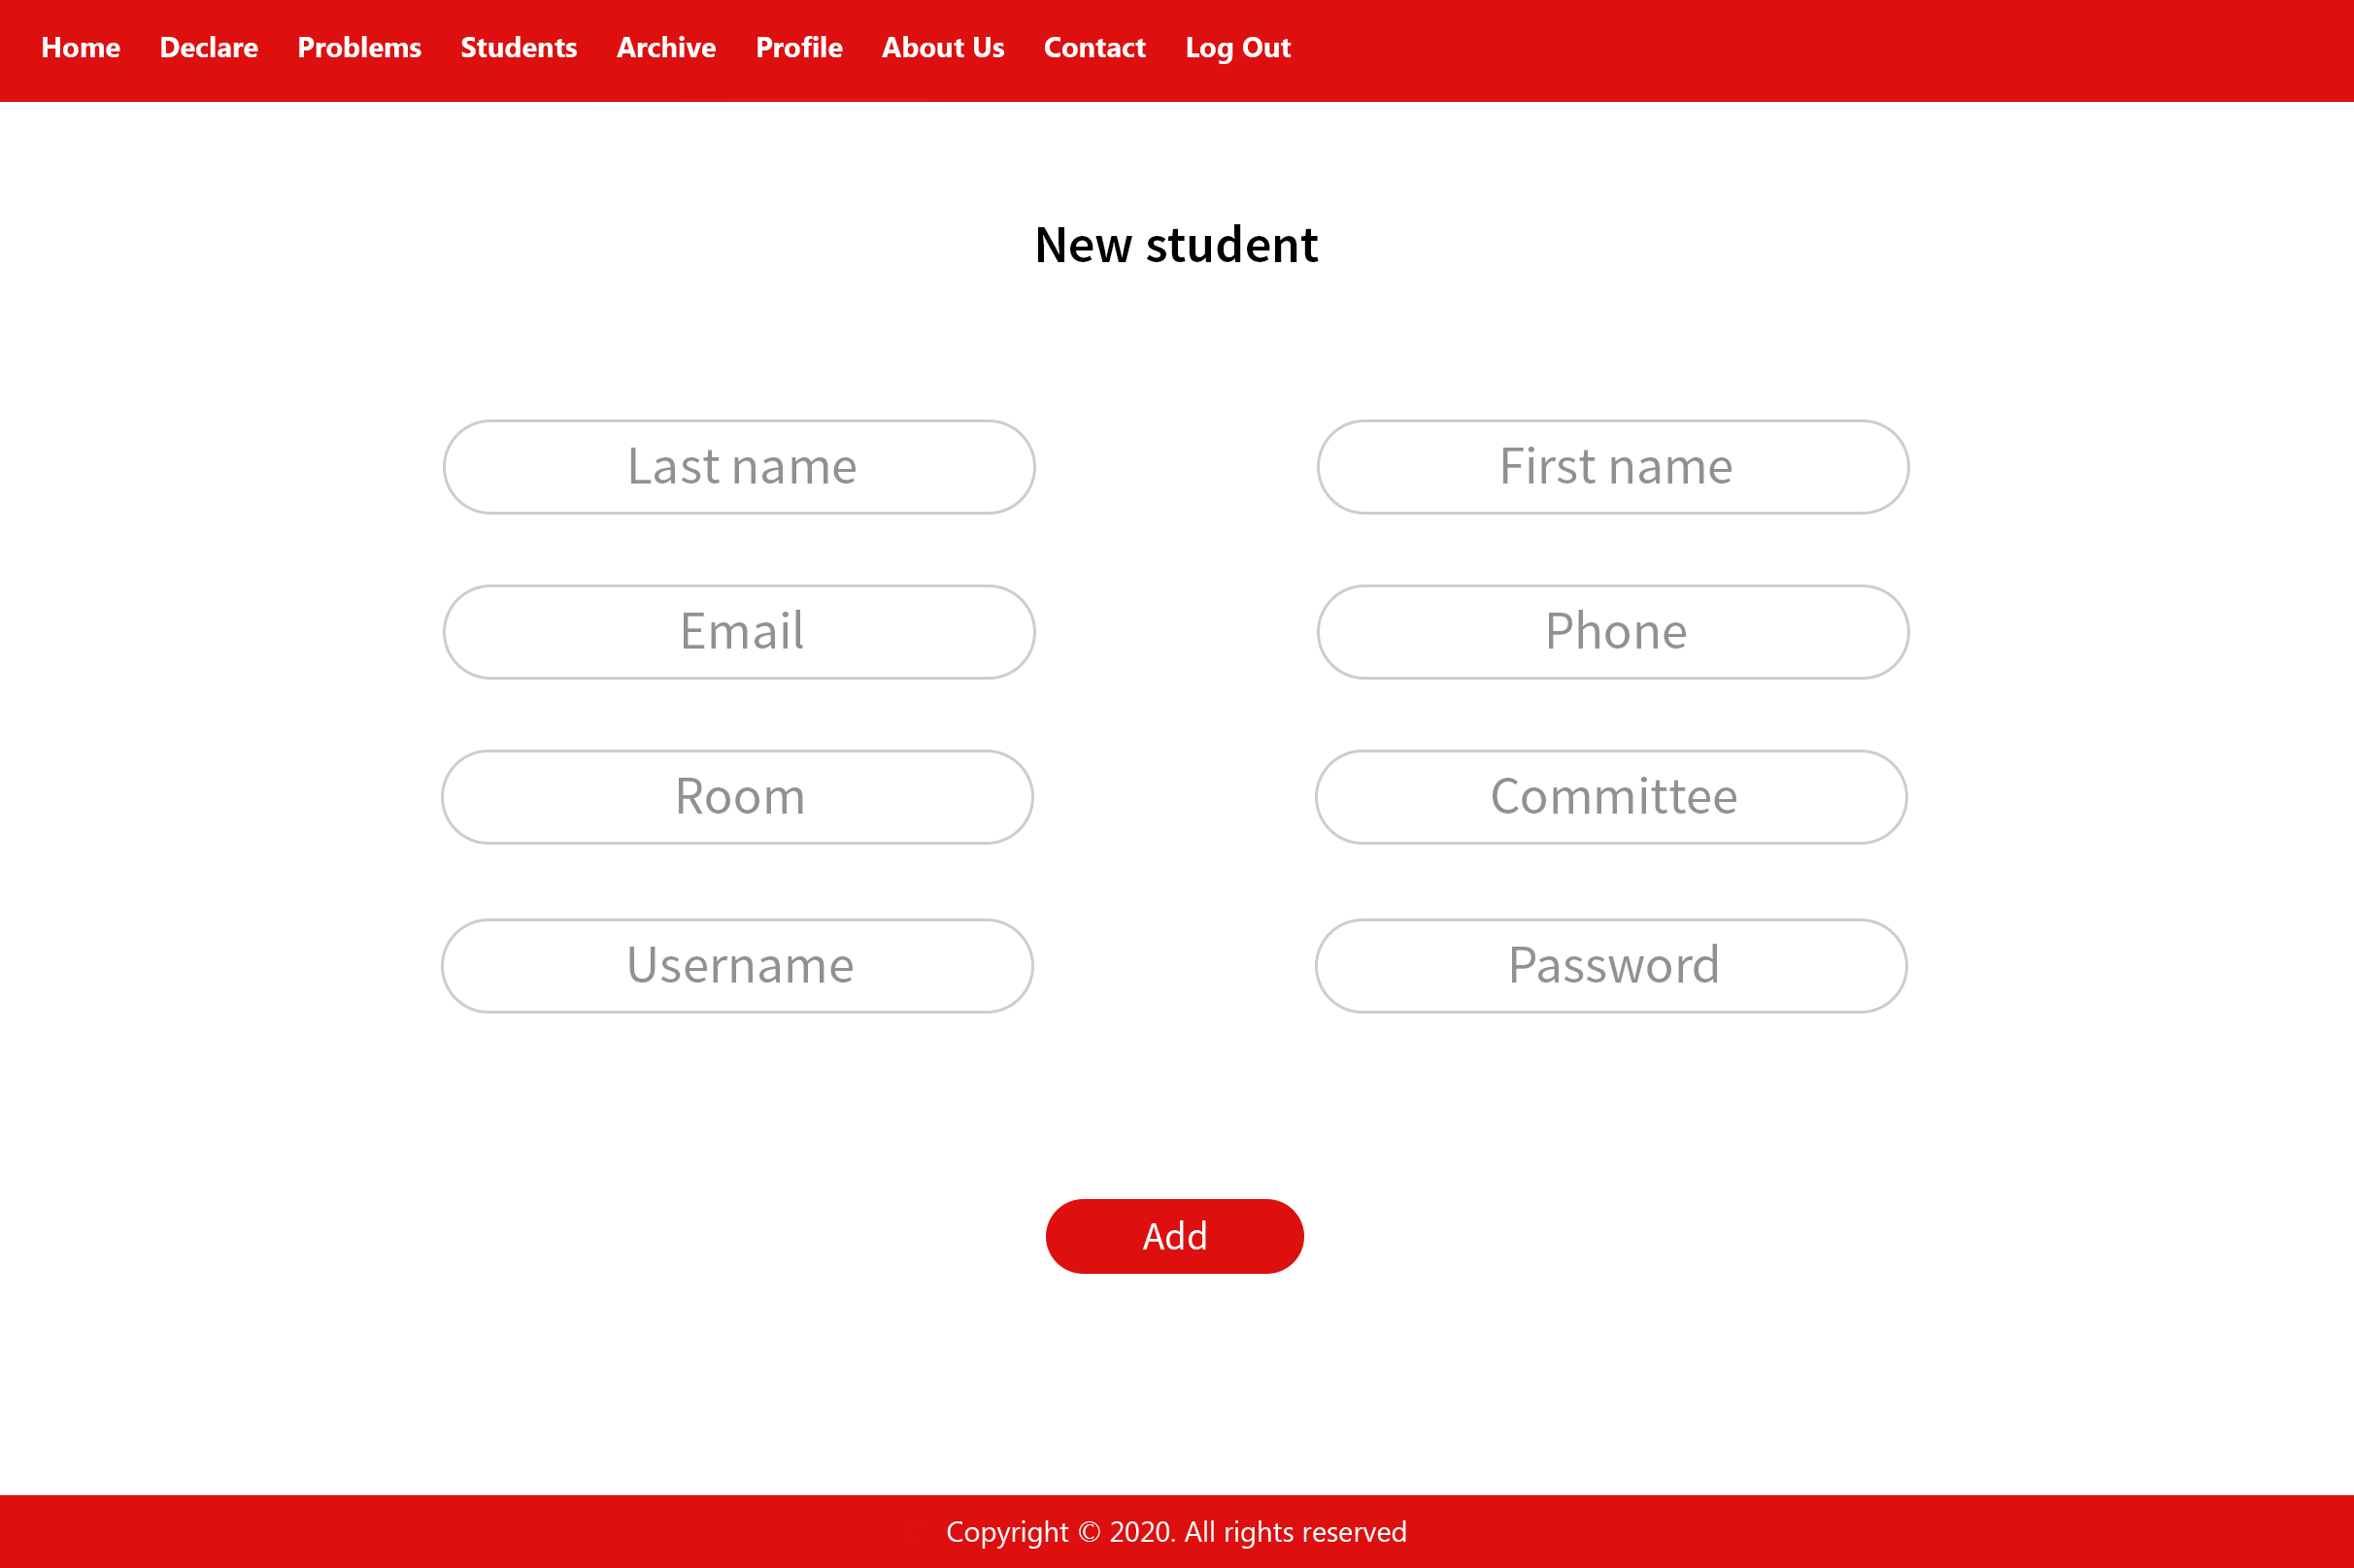 Home Declare Problems Students Archive Profile About Us Contact Log Out
New student
Last name First name
Email Phone
Room Committee
Username Password
Add
Copyright © 2020. All rights reserved